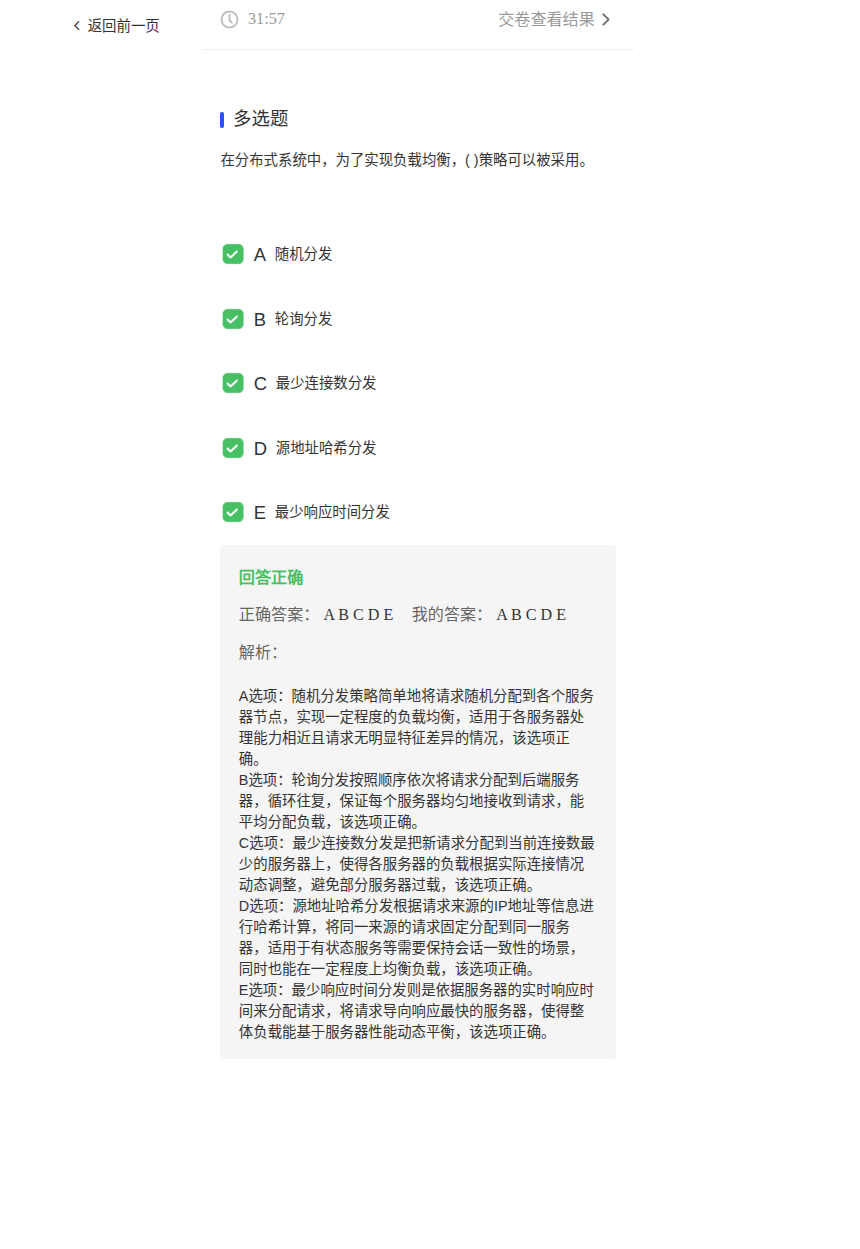 返回前一页
31:57
交卷查看结果
多选题
在分布式系统中，为了实现负载均衡，( )策略可以被采用。
A 随机分发
B 轮询分发
C 最少连接数分发
D 源地址哈希分发
E 最少响应时间分发
回答正确
正确答案： A B C D E 我的答案： A B C D E
解析：
A选项：随机分发策略简单地将请求随机分配到各个服务
器节点，实现一定程度的负载均衡，适用于各服务器处
理能力相近且请求无明显特征差异的情况，该选项正
确。
B选项：轮询分发按照顺序依次将请求分配到后端服务
器，循环往复，保证每个服务器均匀地接收到请求，能
平均分配负载，该选项正确。
C选项：最少连接数分发是把新请求分配到当前连接数最
少的服务器上，使得各服务器的负载根据实际连接情况
动态调整，避免部分服务器过载，该选项正确。
D选项：源地址哈希分发根据请求来源的IP地址等信息进
行哈希计算，将同一来源的请求固定分配到同一服务
器，适用于有状态服务等需要保持会话一致性的场景，
同时也能在一定程度上均衡负载，该选项正确。
E选项：最少响应时间分发则是依据服务器的实时响应时
间来分配请求，将请求导向响应最快的服务器，使得整
体负载能基于服务器性能动态平衡，该选项正确。